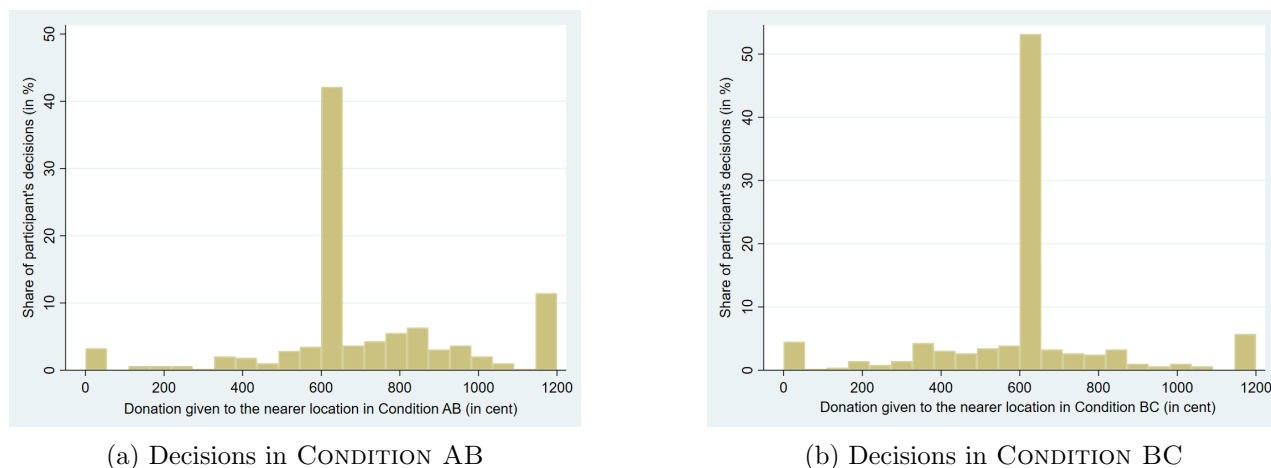 Share of participant's decisions (in %)
50
40
30
20
10
0
0 200 400 600 800 1000 1200
Donation given to the nearer location in Condition AB (in cent)
(a) Decisions in CONDITION AB
Share of participant's decisions (in %)
50
40
30
20
10
0
0 200 400 600 800 1000 1200
Donation given to the nearer location in Condition BC (in cent)
(b) Decisions in CONDITION BC